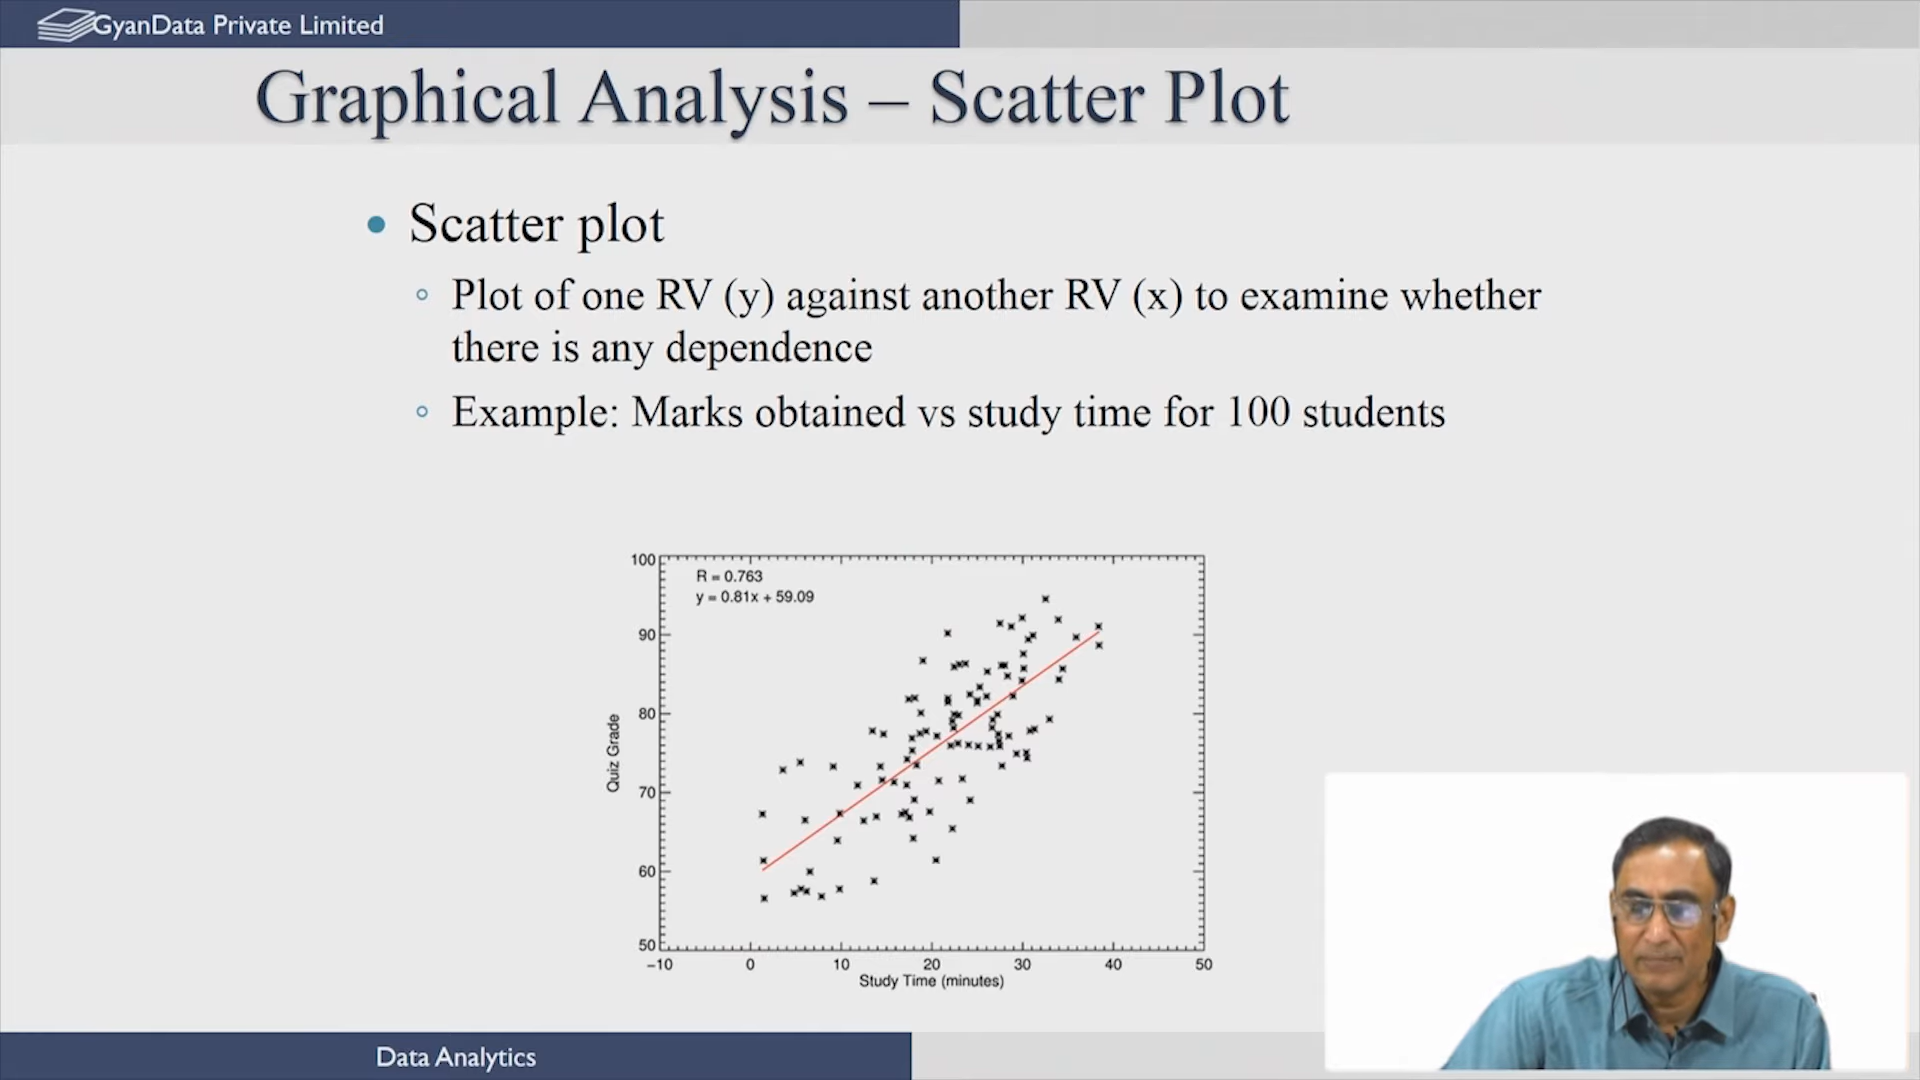 GyanData Private Limited
Graphical Analysis – Scatter Plot
• Scatter plot
◦ Plot of one RV (y) against another RV (x) to examine whether
there is any dependence
◦ Example: Marks obtained vs study time for 100 students
R = 0.763
y = 0.81x + 59.09
100
90
80
70
60
50
Quiz Grade
−10 0 10 20 30 40 50
Study Time (minutes)
Data Analytics